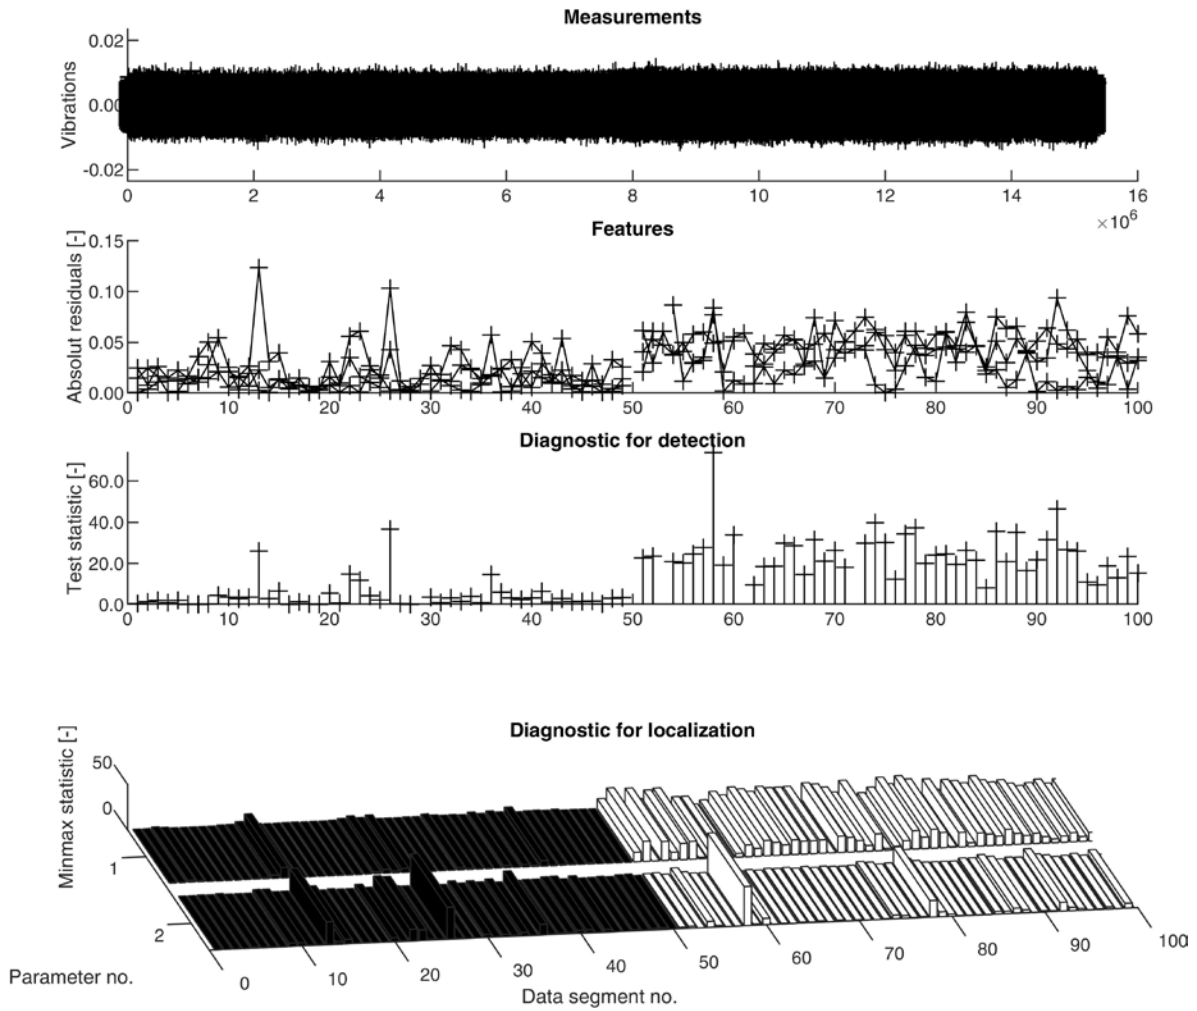 Measurements
Vibrations
0.02
0.00
-0.02
0 2 4 6 8 10 12 14 16
×10⁶
Features
Absolut residuals [-]
0.15
0.10
0.05
0.00
0 10 20 30 40 50 60 70 80 90 100
Diagnostic for detection
Test statistic [-]
60.0
40.0
20.0
0.0
0 10 20 30 40 50 60 70 80 90 100
Diagnostic for localization
Minmax statistic [-]
50
0
1
2
Parameter no.
0 10 20 30 40 50 60 70 80 90 100
Data segment no.